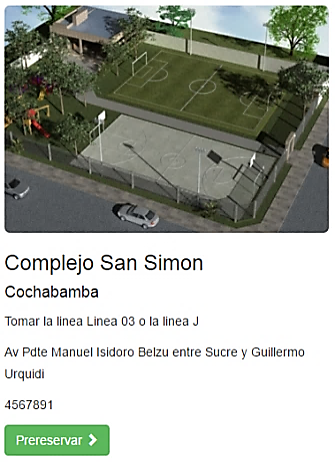 Complejo San Simon
Cochabamba
Tomar la linea Linea 03 o la linea J
Av Pdte Manuel Isidoro Belzu entre Sucre y Guillermo
Urquidi
4567891
Prereservar